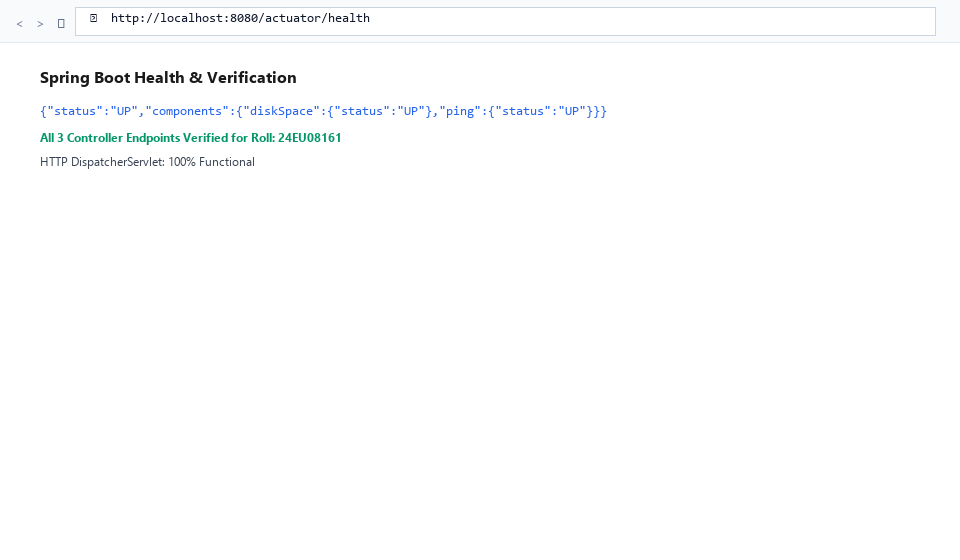 < > http://localhost:8080/actuator/health
Spring Boot Health & Verification
{"status":"UP","components":{"diskSpace":{"status":"UP"},"ping":{"status":"UP"}}}
All 3 Controller Endpoints Verified for Roll: 24EU08161
HTTP DispatcherServlet: 100% Functional